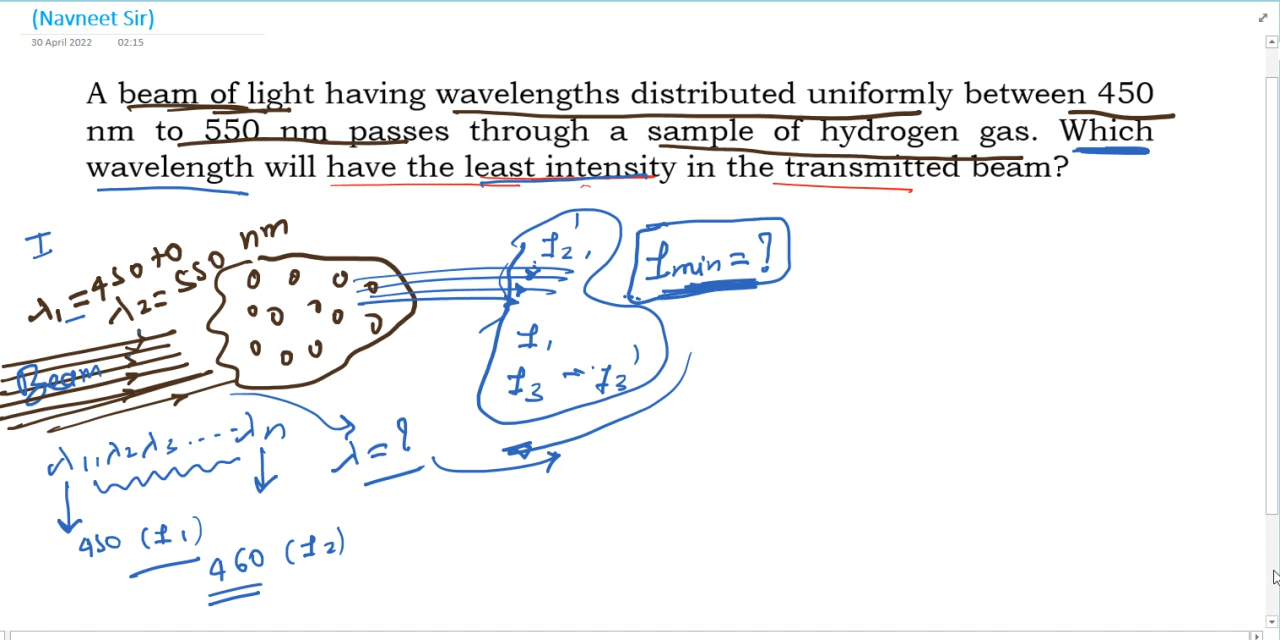 (Navneet Sir)
30 April 2022 02:15
A beam of light having wavelengths distributed uniformly between 450
nm to 550 nm passes through a sample of hydrogen gas. Which
wavelength will have the least intensity in the transmitted beam?
I
λ1 = 450 to
λ2 = 550 nm
I2'
Imin = ?
I1
I3 - I3'
Beam
λ1, λ2 λ3 .... λn
λ = ?
450 (I1)
460 (I2)